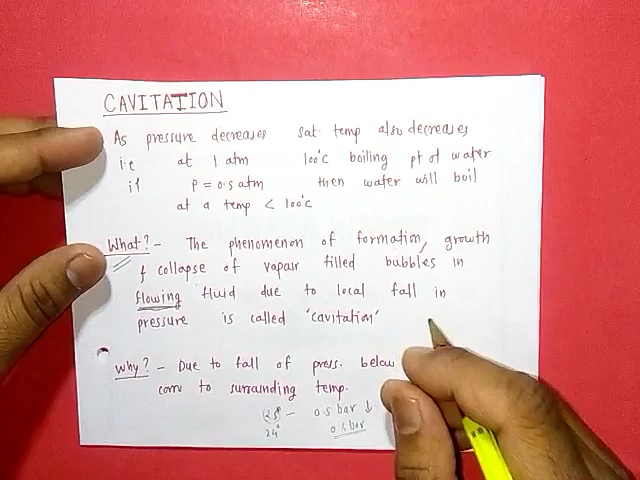 CAVITATION
As pressure decreases sat. temp also decreases
i.e at 1 atm 100°C boiling pt of water
if P = 0.5 atm then water will boil
at a temp < 100°C
What? - The phenomenon of formation, growth
& collapse of vapair filled bubbles in
flowing fluid due to local fall in
pressure is called 'cavitation'
Why? - Due to fall of press. below
corr to surrounding temp.
25° - 0.5 bar ↓
24°